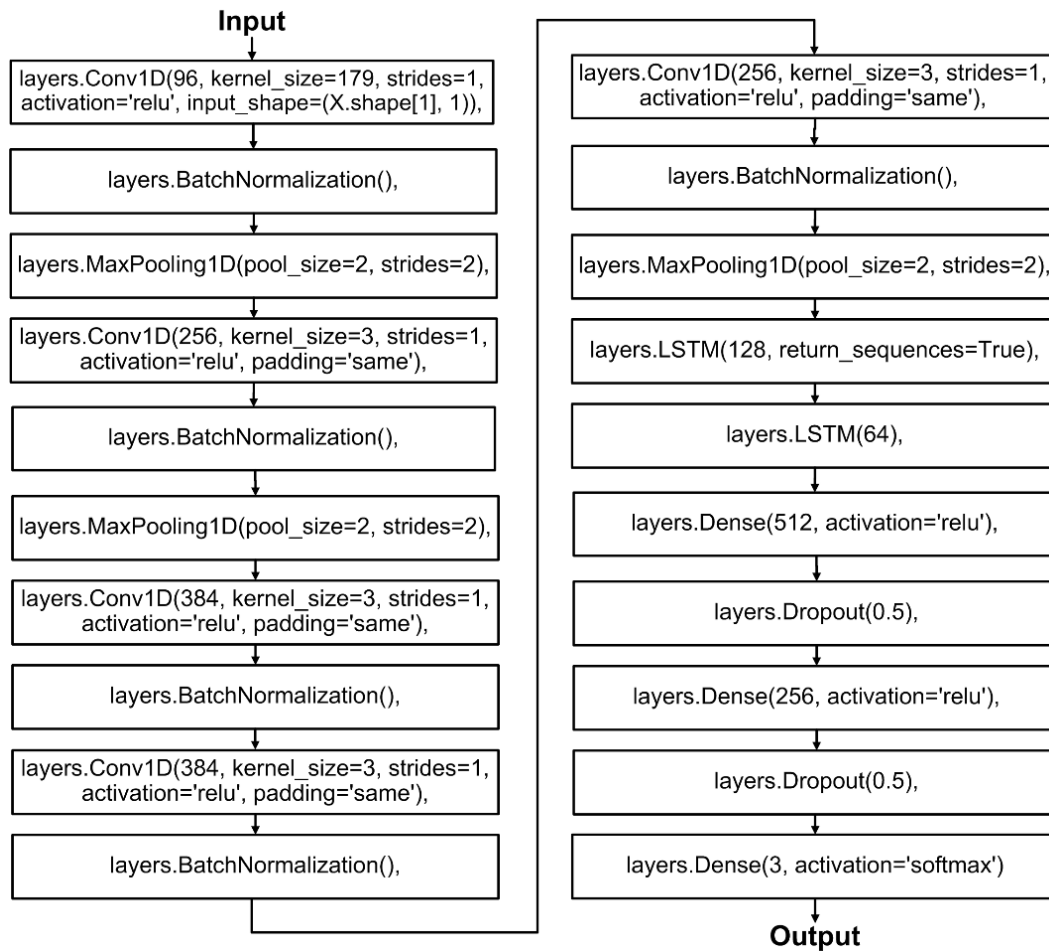 Input
layers.Conv1D(96, kernel_size=179, strides=1,
activation='relu', input_shape=(X.shape[1], 1)),
layers.BatchNormalization(),
layers.MaxPooling1D(pool_size=2, strides=2),
layers.Conv1D(256, kernel_size=3, strides=1,
activation='relu', padding='same'),
layers.BatchNormalization(),
layers.MaxPooling1D(pool_size=2, strides=2),
layers.Conv1D(384, kernel_size=3, strides=1,
activation='relu', padding='same'),
layers.BatchNormalization(),
layers.Conv1D(384, kernel_size=3, strides=1,
activation='relu', padding='same'),
layers.BatchNormalization(),
layers.Conv1D(256, kernel_size=3, strides=1,
activation='relu', padding='same'),
layers.BatchNormalization(),
layers.MaxPooling1D(pool_size=2, strides=2),
layers.LSTM(128, return_sequences=True),
layers.LSTM(64),
layers.Dense(512, activation='relu'),
layers.Dropout(0.5),
layers.Dense(256, activation='relu'),
layers.Dropout(0.5),
layers.Dense(3, activation='softmax')
Output